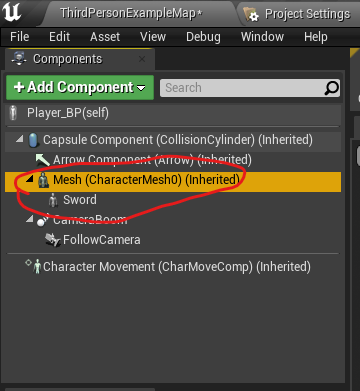 ThirdPersonExampleMap*
Project Settings
File Edit Asset View Debug Window Help
Components
+Add Component
Search
Player_BP(self)
Capsule Component (CollisionCylinder) (Inherited)
Arrow Component (Arrow) (Inherited)
Mesh (CharacterMesh0) (Inherited)
Sword
CameraBoom
FollowCamera
Character Movement (CharMoveComp) (Inherited)